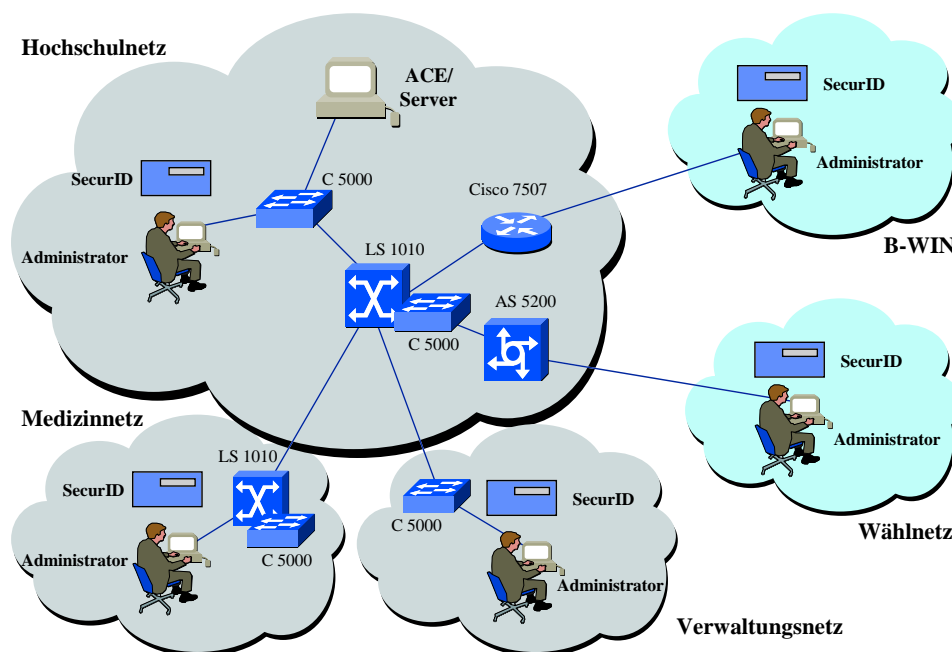 Hochschulnetz
ACE/
Server
SecurID
C 5000
Administrator
LS 1010
Cisco 7507
AS 5200
C 5000
SecurID
Administrator
B-WIN
SecurID
Administrator
Wählnetz
Medizinnetz
LS 1010
SecurID
C 5000
Administrator
C 5000
SecurID
Administrator
Verwaltungsnetz